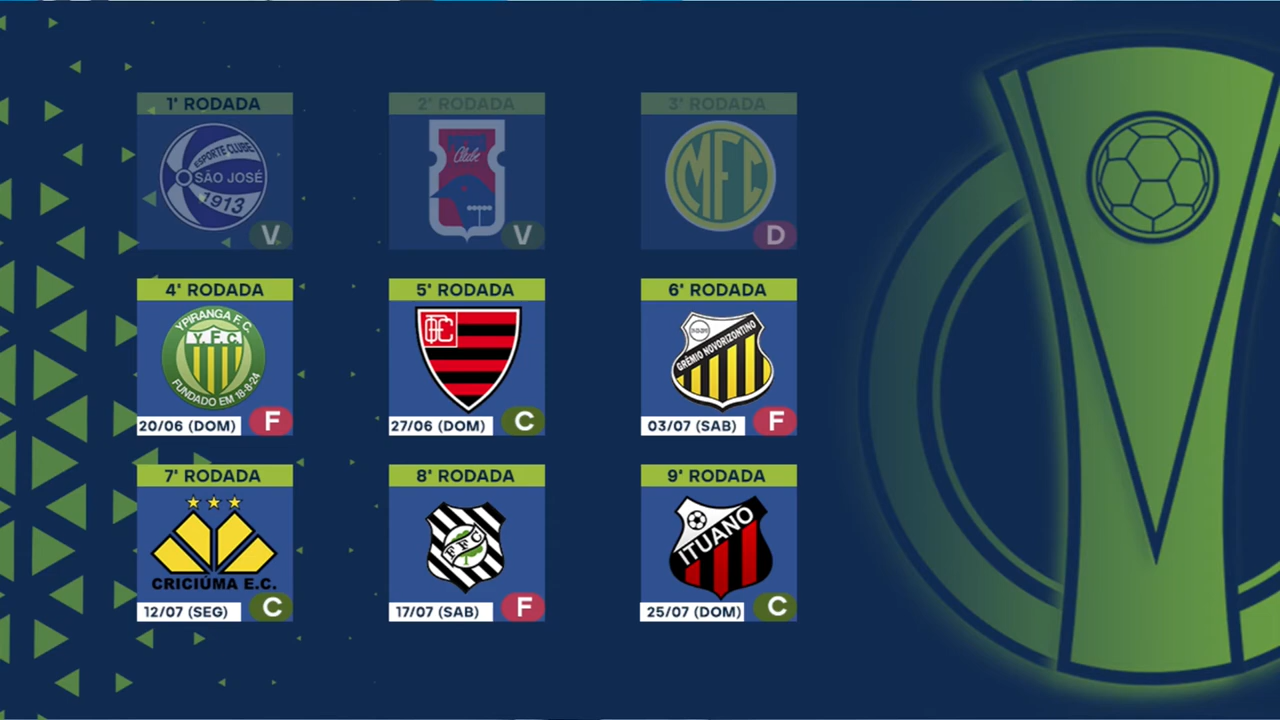 1ª RODADA
ESPORTE CLUBE
SÃO JOSÉ
1913
V
2ª RODADA
Clube
V
3ª RODADA
MFC
D
4ª RODADA
YPIRANGA F. C.
Y.F.C
FUNDADO EM 18-8-24
20/06 (DOM)
F
5ª RODADA
OFC
27/06 (DOM)
C
6ª RODADA
GRÊMIO NOVORIZONTINO
03/07 (SAB)
F
7ª RODADA
CRICIÚMA E.C.
12/07 (SEG)
C
8ª RODADA
FFC
17/07 (SAB)
F
9ª RODADA
ITUANO
25/07 (DOM)
C